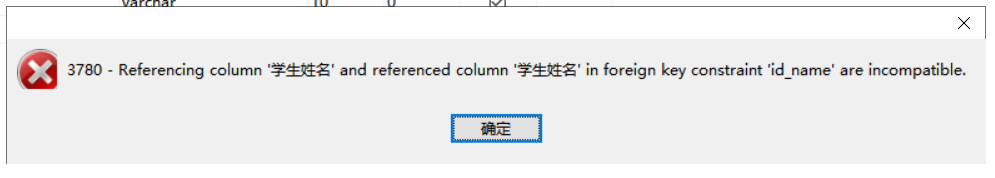 varchar 10 0
3780 - Referencing column '学生姓名' and referenced column '学生姓名' in foreign key constraint 'id_name' are incompatible.
确定